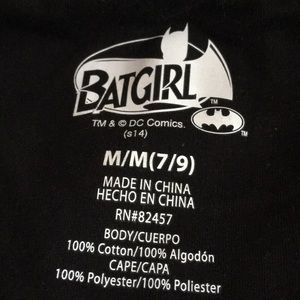 BATGIRL™
TM & © DC Comics.
(s14)
M/M(7/9)
MADE IN CHINA
HECHO EN CHINA
RN#82457
BODY/CUERPO
100% Cotton/100% Algodón
CAPE/CAPA
100% Polyester/100% Poliester